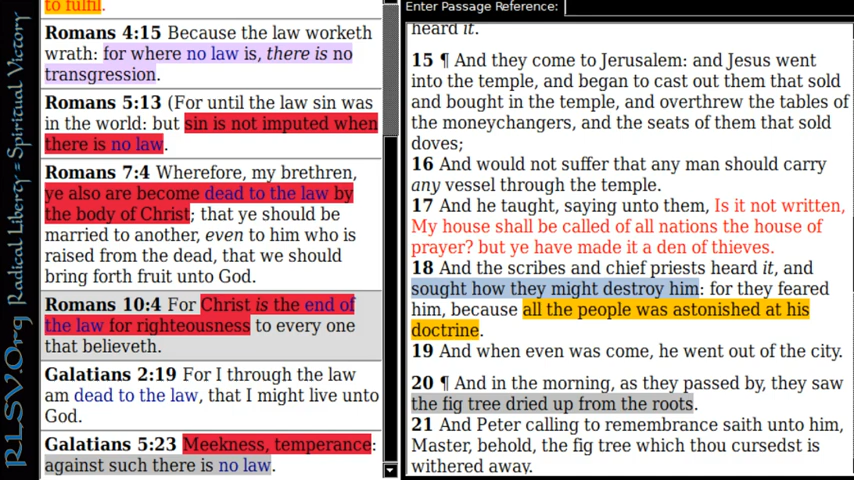 RLSV.Org Radical Liberty = Spiritual Victory
to fulfil.
Romans 4:15 Because the law worketh
wrath: for where no law is, there is no
transgression.
Romans 5:13 (For until the law sin was
in the world: but sin is not imputed when
there is no law.
Romans 7:4 Wherefore, my brethren,
ye also are become dead to the law by
the body of Christ; that ye should be
married to another, even to him who is
raised from the dead, that we should
bring forth fruit unto God.
Romans 10:4 For Christ is the end of
the law for righteousness to every one
that believeth.
Galatians 2:19 For I through the law
am dead to the law, that I might live unto
God.
Galatians 5:23 Meekness, temperance:
against such there is no law.
Enter Passage Reference:
heard it.
15 ¶ And they come to Jerusalem: and Jesus went
into the temple, and began to cast out them that sold
and bought in the temple, and overthrew the tables of
the moneychangers, and the seats of them that sold
doves;
16 And would not suffer that any man should carry
any vessel through the temple.
17 And he taught, saying unto them, Is it not written,
My house shall be called of all nations the house of
prayer? but ye have made it a den of thieves.
18 And the scribes and chief priests heard it, and
sought how they might destroy him: for they feared
him, because all the people was astonished at his
doctrine.
19 And when even was come, he went out of the city.
20 ¶ And in the morning, as they passed by, they saw
the fig tree dried up from the roots.
21 And Peter calling to remembrance saith unto him,
Master, behold, the fig tree which thou cursedst is
withered away.